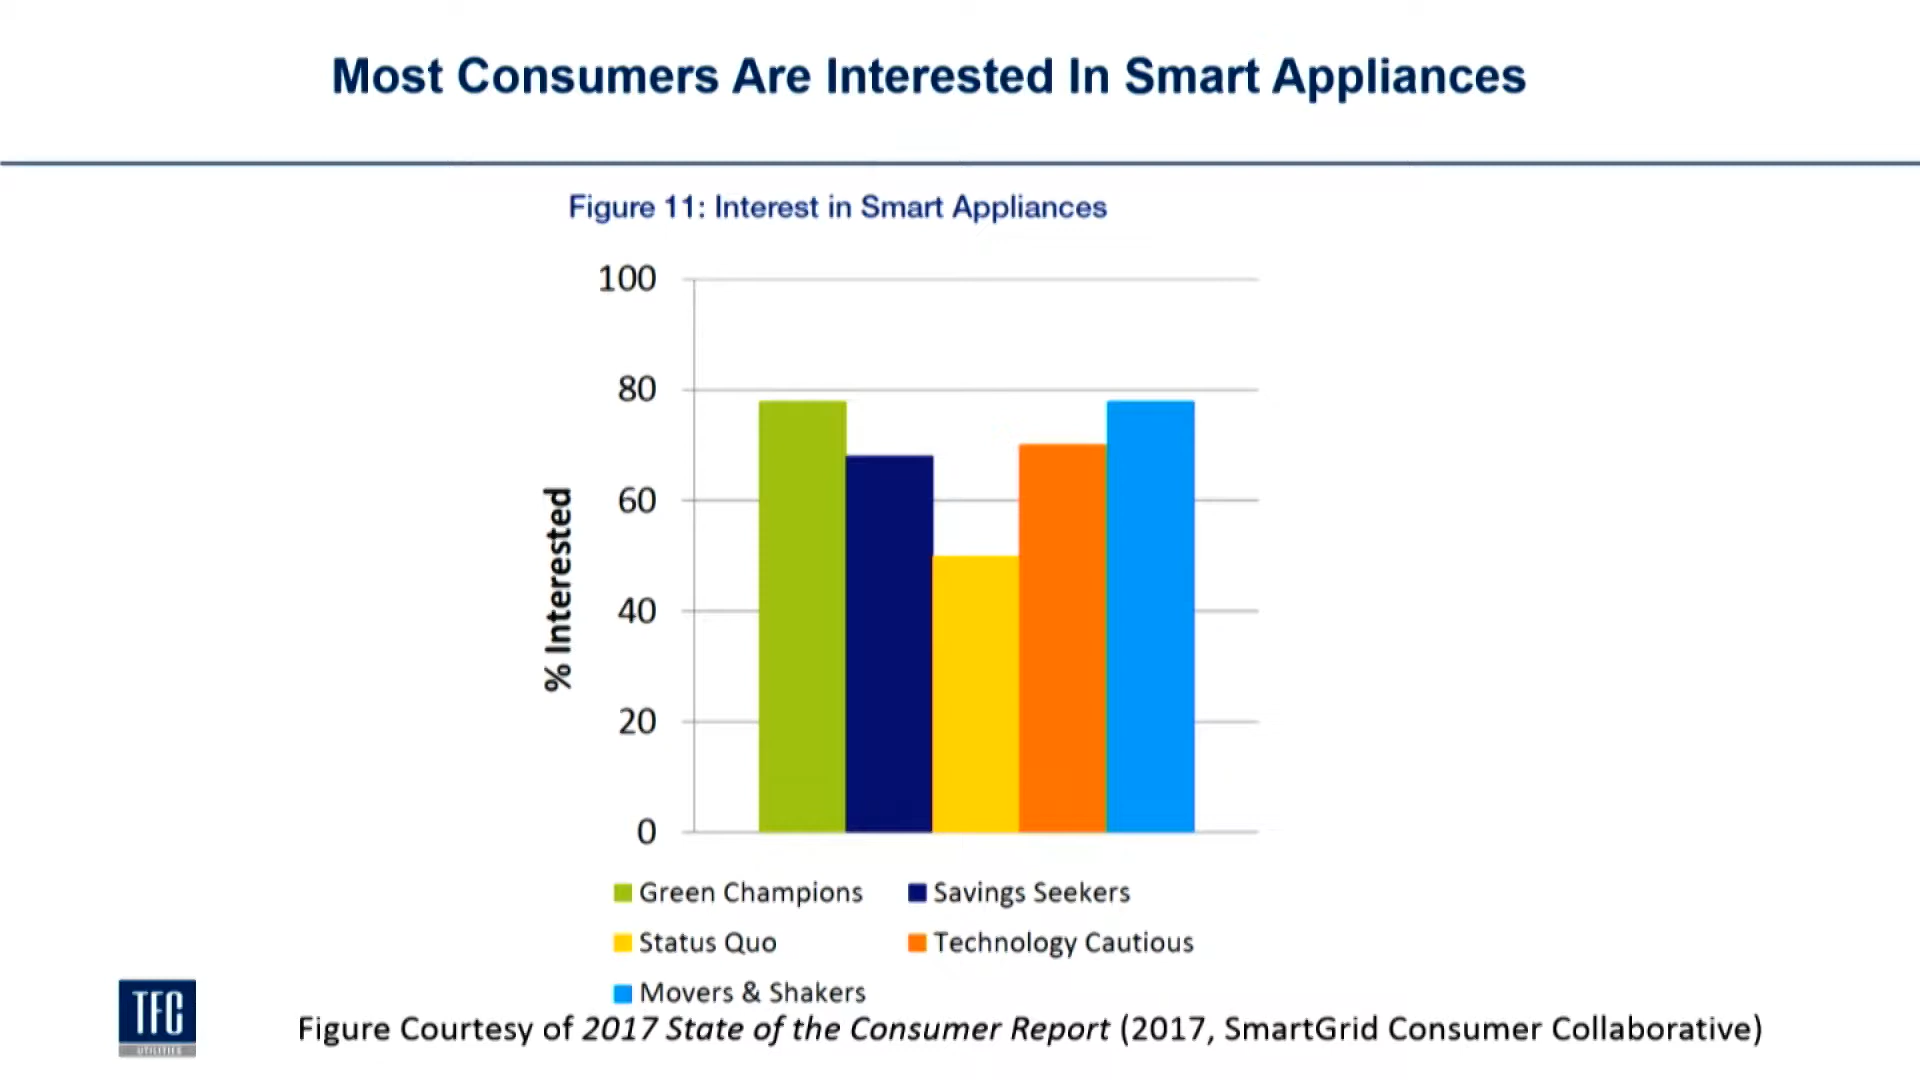 Most Consumers Are Interested In Smart Appliances
Figure 11: Interest in Smart Appliances
100
80
60
40
20
0
% Interested
Green Champions
Savings Seekers
Status Quo
Technology Cautious
Movers & Shakers
TFC
UTILITIES
Figure Courtesy of 2017 State of the Consumer Report (2017, SmartGrid Consumer Collaborative)